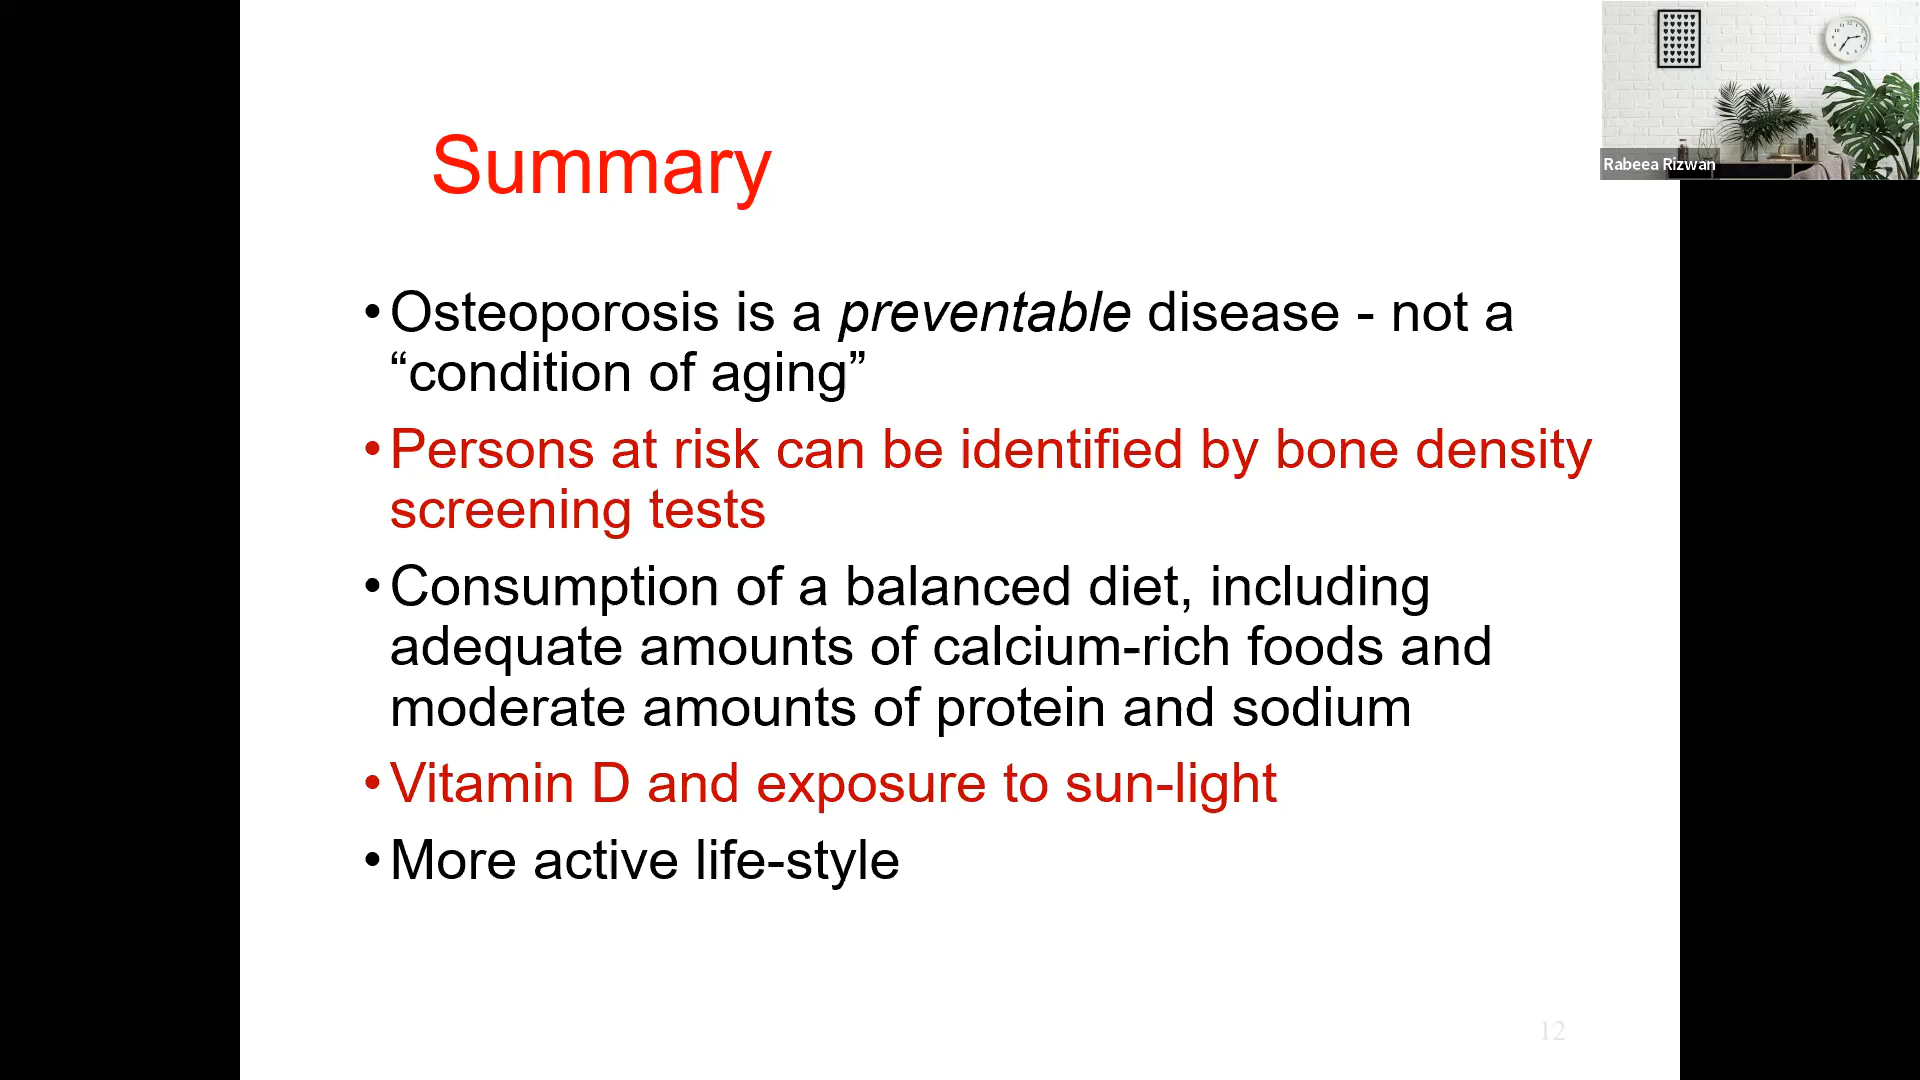 Rabeea Rizwan
Summary
•Osteoporosis is a preventable disease - not a
“condition of aging”
•Persons at risk can be identified by bone density
screening tests
•Consumption of a balanced diet, including
adequate amounts of calcium-rich foods and
moderate amounts of protein and sodium
•Vitamin D and exposure to sun-light
•More active life-style
12